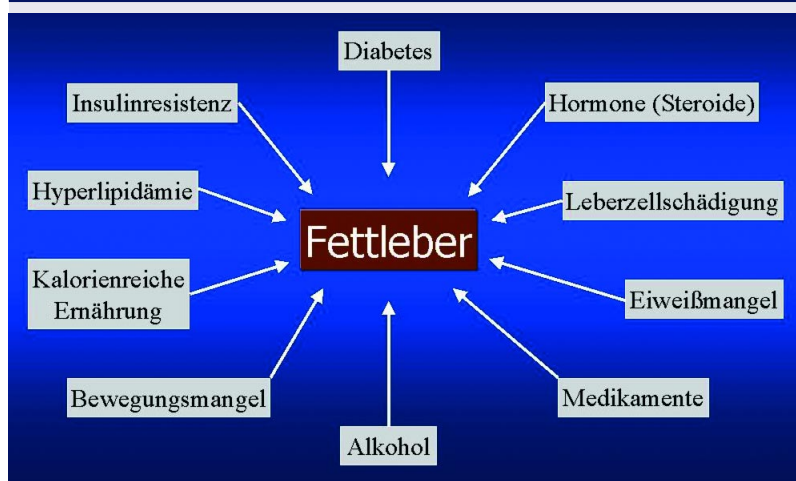 Diabetes
Insulinresistenz
Hormone (Steroide)
Hyperlipidämie
Leberzellschädigung
Fettleber
Kalorienreiche
Ernährung
Eiweißmangel
Bewegungsmangel
Medikamente
Alkohol